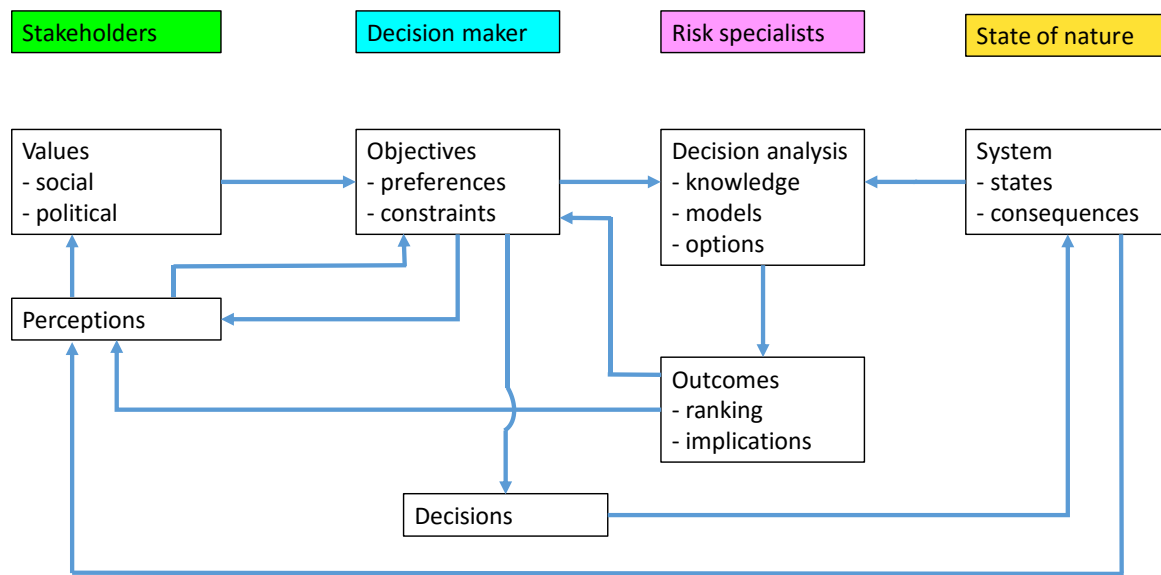 Stakeholders
Decision maker
Risk specialists
State of nature
Values
- social
- political
Objectives
- preferences
- constraints
Decision analysis
- knowledge
- models
- options
System
- states
- consequences
Perceptions
Outcomes
- ranking
- implications
Decisions